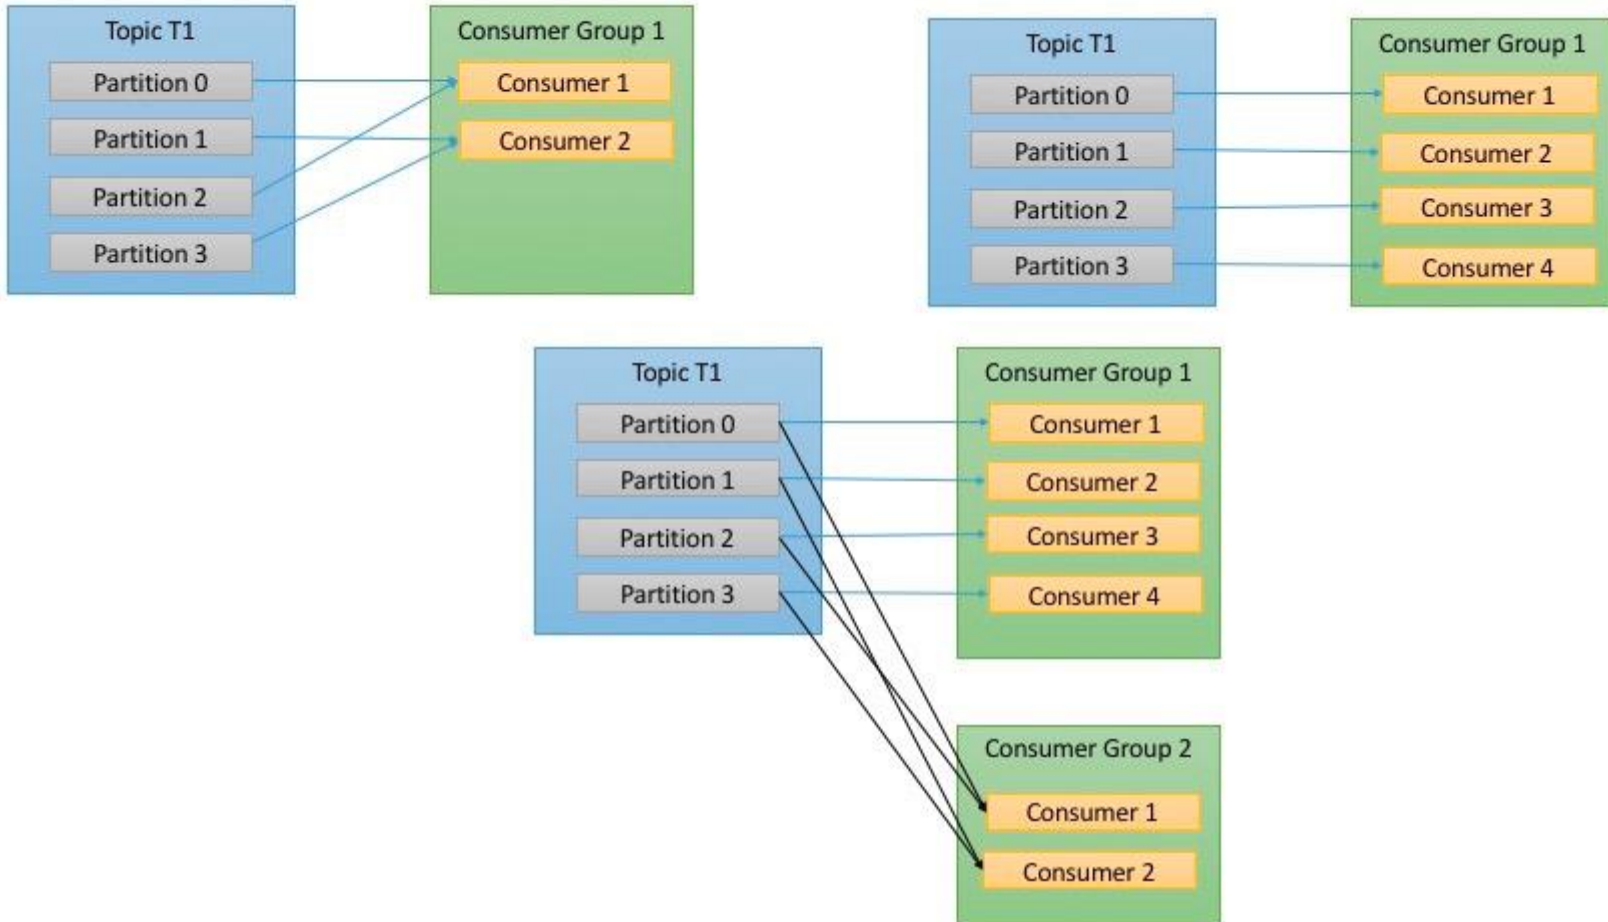 Topic T1
Partition 0
Partition 1
Partition 2
Partition 3
Consumer Group 1
Consumer 1
Consumer 2
Topic T1
Partition 0
Partition 1
Partition 2
Partition 3
Consumer Group 1
Consumer 1
Consumer 2
Consumer 3
Consumer 4
Topic T1
Partition 0
Partition 1
Partition 2
Partition 3
Consumer Group 1
Consumer 1
Consumer 2
Consumer 3
Consumer 4
Consumer Group 2
Consumer 1
Consumer 2